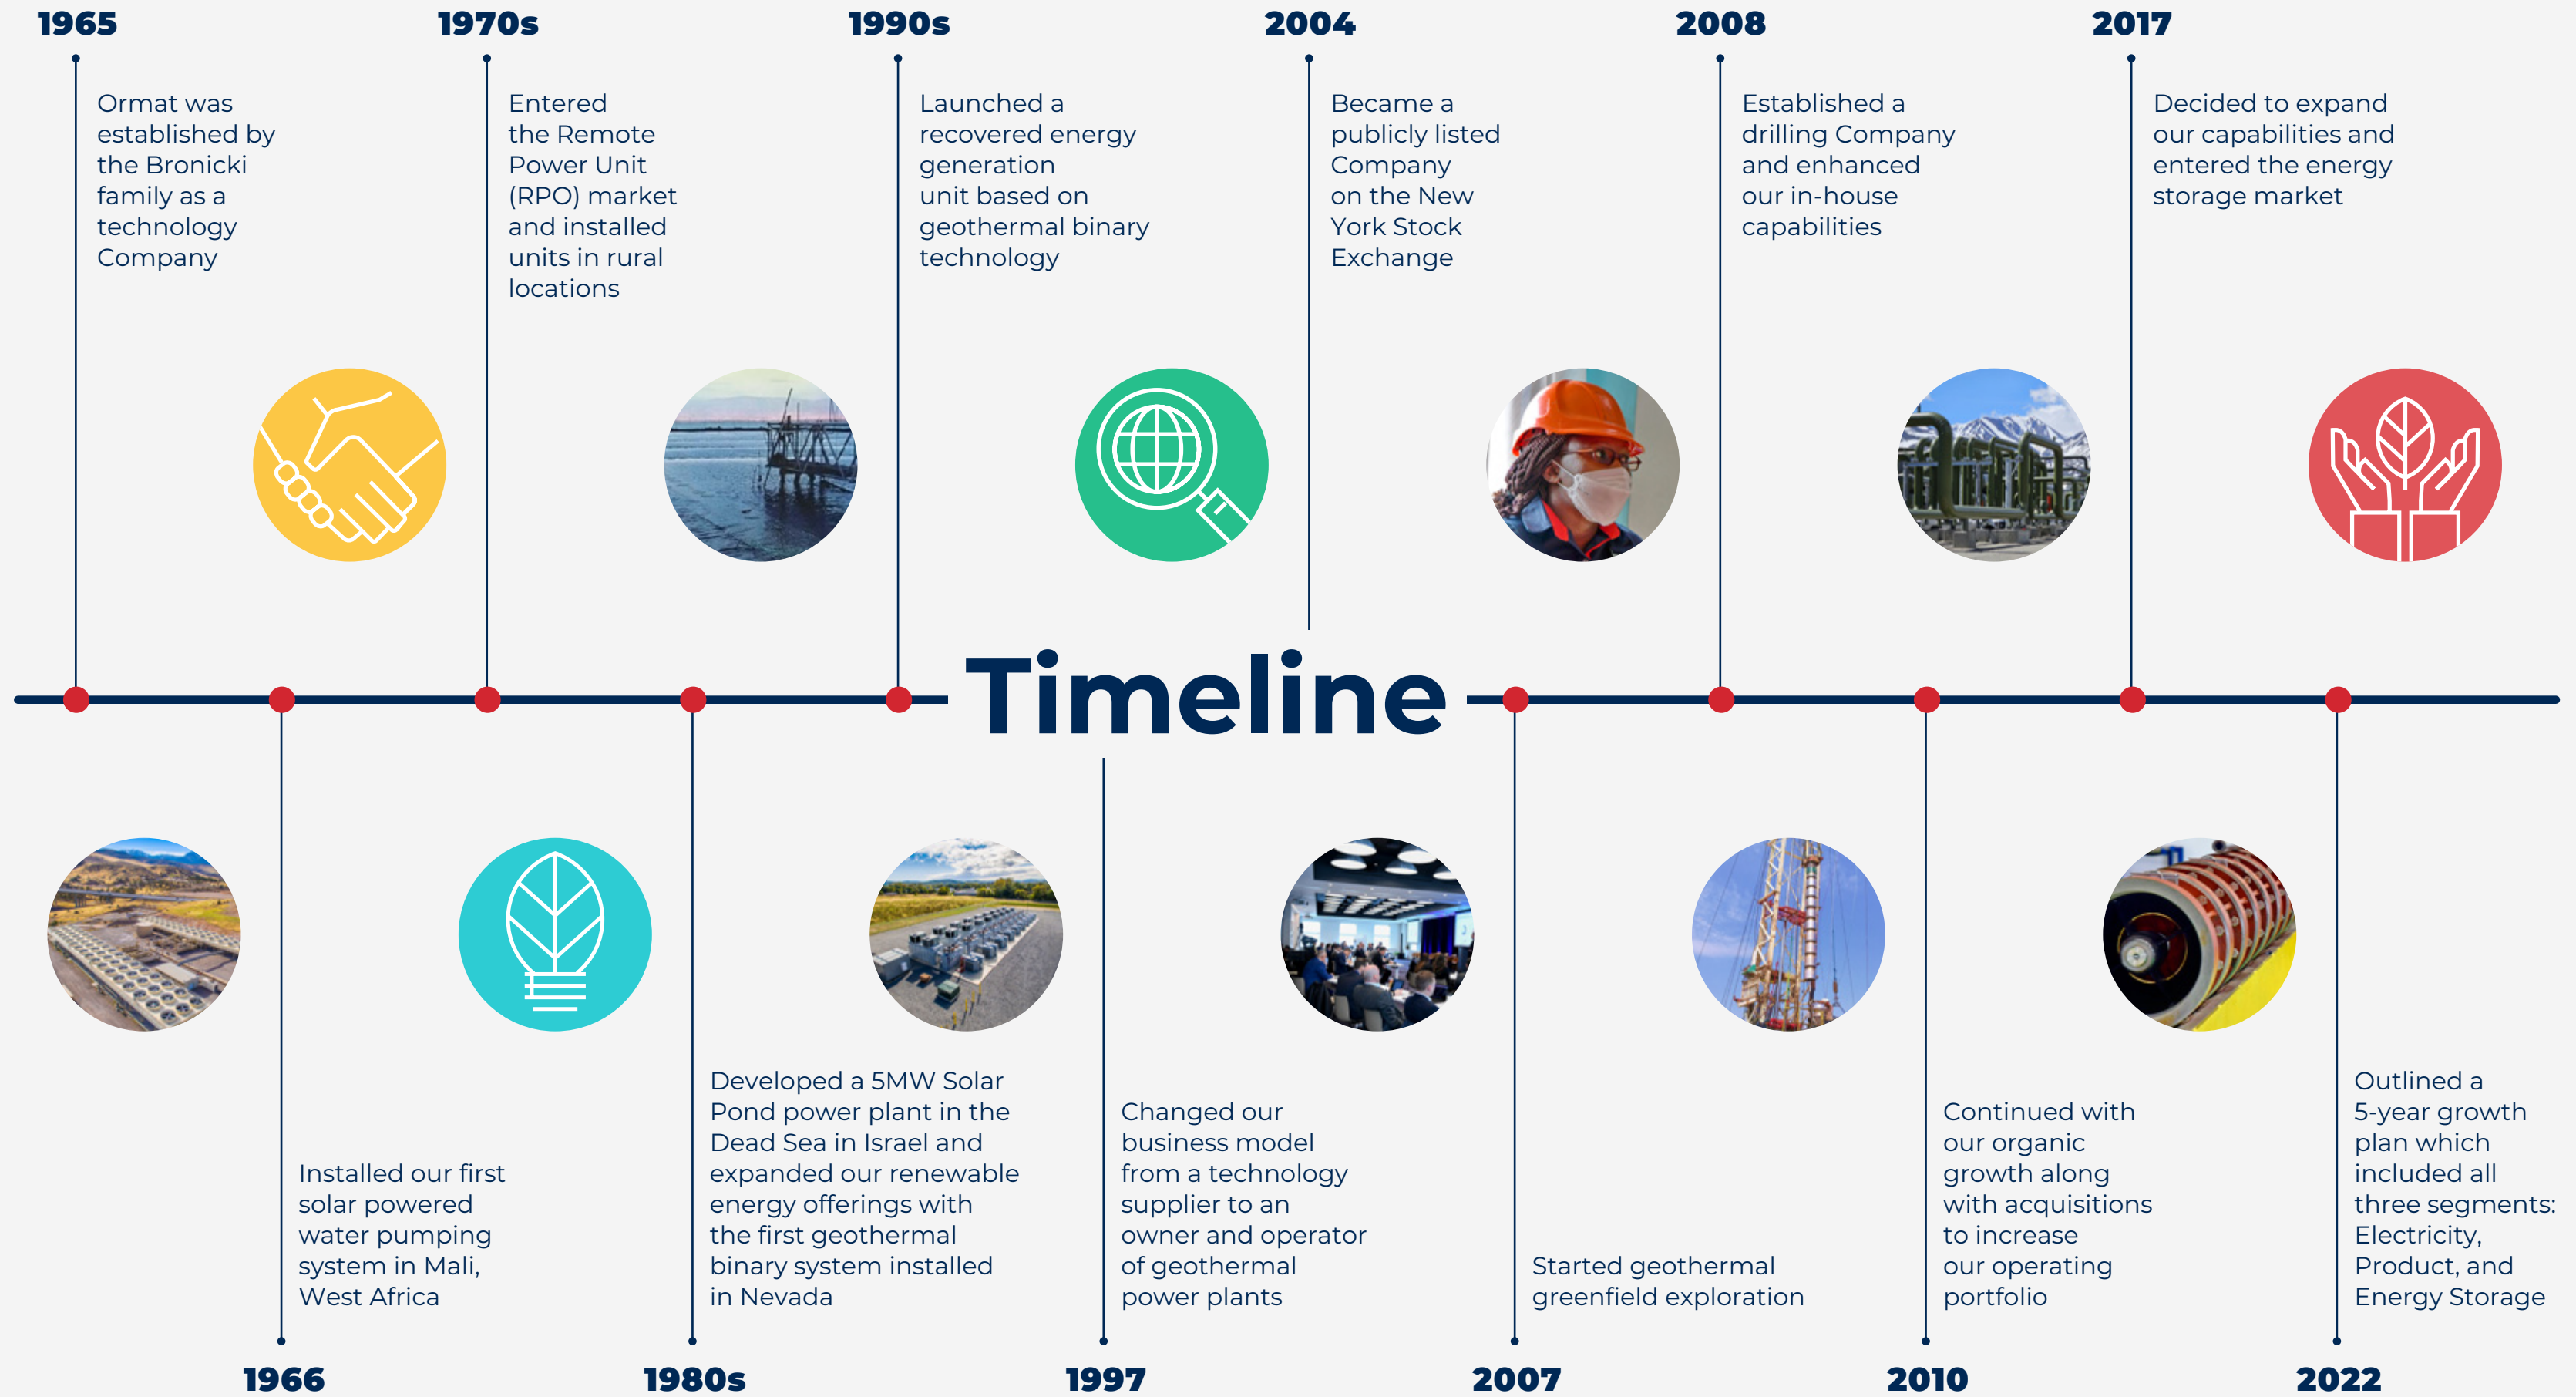 1965
Ormat was
established by
the Bronicki
family as a
technology
Company
1970s
Entered
the Remote
Power Unit
(RPO) market
and installed
units in rural
locations
1990s
Launched a
recovered energy
generation
unit based on
geothermal binary
technology
2004
Became a
publicly listed
Company
on the New
York Stock
Exchange
2008
Established a
drilling Company
and enhanced
our in-house
capabilities
2017
Decided to expand
our capabilities and
entered the energy
storage market
Timeline
Installed our first
solar powered
water pumping
system in Mali,
West Africa
1966
Developed a 5MW Solar
Pond power plant in the
Dead Sea in Israel and
expanded our renewable
energy offerings with
the first geothermal
binary system installed
in Nevada
1980s
Changed our
business model
from a technology
supplier to an
owner and operator
of geothermal
power plants
1997
Started geothermal
greenfield exploration
2007
Continued with
our organic
growth along
with acquisitions
to increase
our operating
portfolio
2010
Outlined a
5-year growth
plan which
included all
three segments:
Electricity,
Product, and
Energy Storage
2022